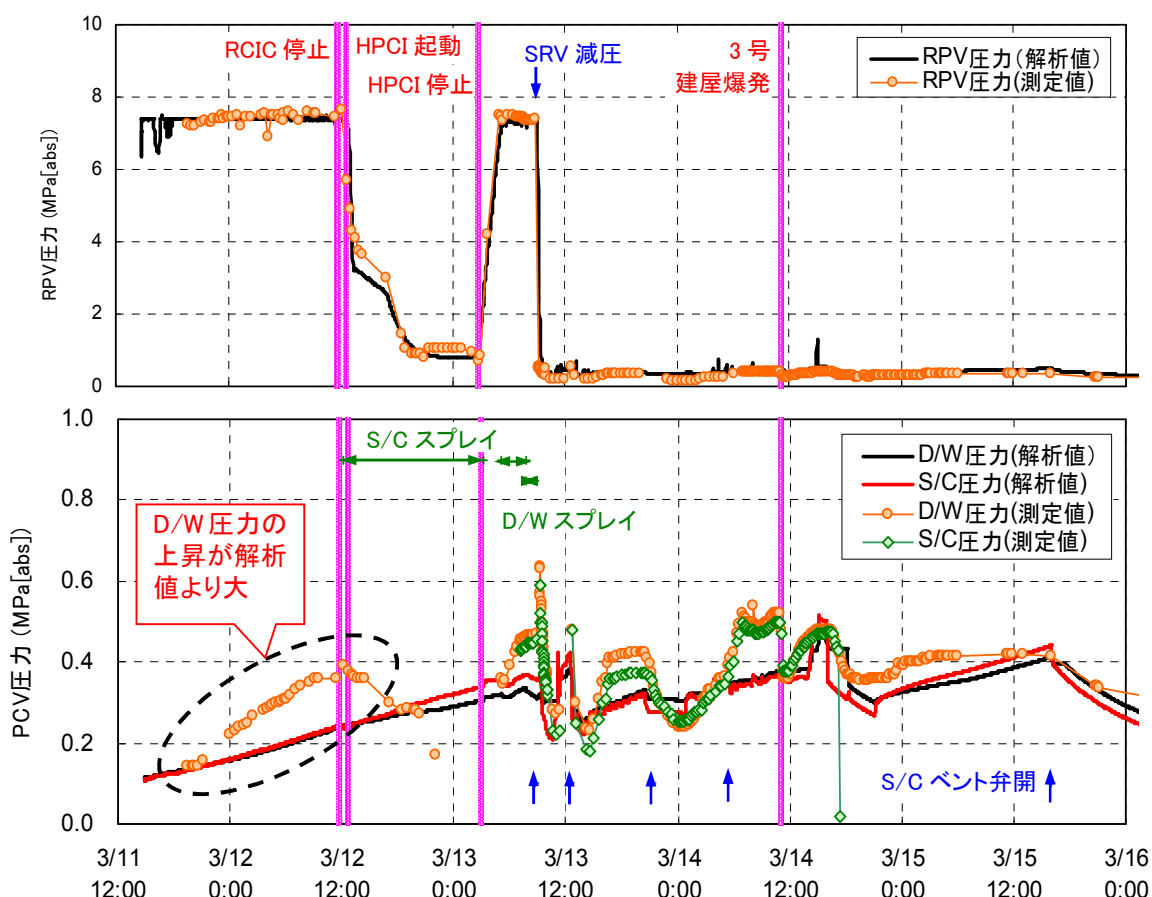 10
8
6
4
2
0
RPV圧力 (MPa[abs])
RCIC 停止
HPCI 起動
HPCI 停止
SRV 減圧
3 号
建屋爆発
RPV圧力(解析値)
RPV圧力(測定値)
1.0
0.8
0.6
0.4
0.2
0.0
PCV圧力 (MPa[abs])
S/C スプレイ
D/W スプレイ
D/W圧力の
上昇が解析
値より大
D/W圧力(解析値)
S/C圧力(解析値)
D/W圧力(測定値)
S/C圧力(測定値)
S/C ベント弁開
3/11 3/12 3/12 3/13 3/13 3/14 3/14 3/15 3/15 3/16
12:00 0:00 12:00 0:00 12:00 0:00 12:00 0:00 12:00 0:00